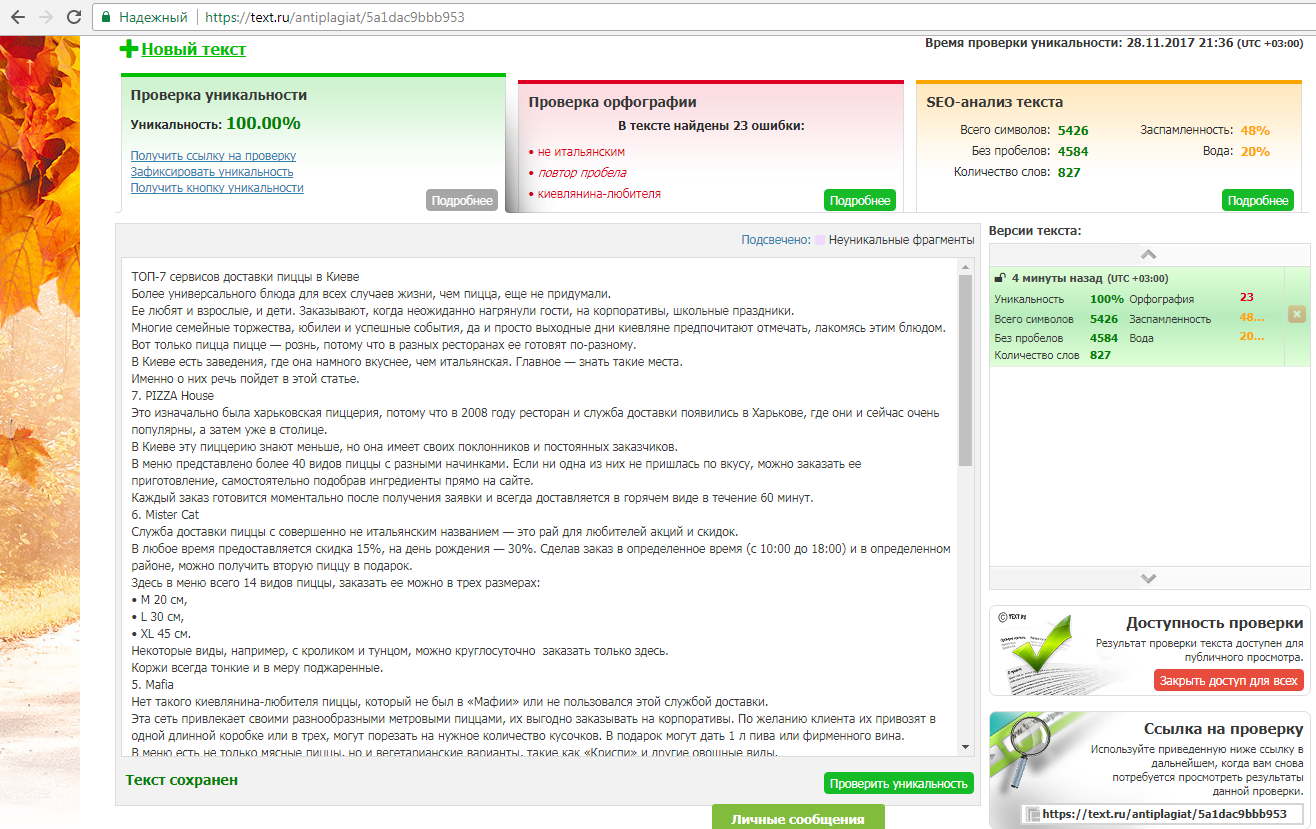 Надежный
https://text.ru/antiplagiat/5a1dac9bbb953
Новый текст
Время проверки уникальности: 28.11.2017 21:36 (UTC +03:00)
Проверка уникальности
Уникальность: 100.00%
Получить ссылку на проверку
Зафиксировать уникальность
Получить кнопку уникальности
Подробнее
Проверка орфографии
В тексте найдены 23 ошибки:
• не итальянским
• повтор пробела
• киевлянина-любителя
Подробнее
SEO-анализ текста
Всего символов: 5426 Заспамленность: 48%
Без пробелов: 4584 Вода: 20%
Количество слов: 827
Подробнее
Подсвечено: Неуникальные фрагменты
ТОП-7 сервисов доставки пиццы в Киеве
Более универсального блюда для всех случаев жизни, чем пицца, еще не придумали.
Ее любят и взрослые, и дети. Заказывают, когда неожиданно нагрянули гости, на корпоративы, школьные праздники.
Многие семейные торжества, юбилеи и успешные события, да и просто выходные дни киевляне предпочитают отмечать, лакомясь этим блюдом.
Вот только пицца пицце — рознь, потому что в разных ресторанах ее готовят по-разному.
В Киеве есть заведения, где она намного вкуснее, чем итальянская. Главное — знать такие места.
Именно о них речь пойдет в этой статье.
7. PIZZA House
Это изначально была харьковская пиццерия, потому что в 2008 году ресторан и служба доставки появились в Харькове, где они и сейчас очень
популярны, а затем уже в столице.
В Киеве эту пиццерию знают меньше, но она имеет своих поклонников и постоянных заказчиков.
В меню представлено более 40 видов пиццы с разными начинками. Если ни одна из них не пришлась по вкусу, можно заказать ее
приготовление, самостоятельно подобрав ингредиенты прямо на сайте.
Каждый заказ готовится моментально после получения заявки и всегда доставляется в горячем виде в течение 60 минут.
6. Mister Cat
Служба доставки пиццы с совершенно не итальянским названием — это рай для любителей акций и скидок.
В любое время предоставляется скидка 15%, на день рождения — 30%. Сделав заказ в определенное время (с 10:00 до 18:00) и в определенном
районе, можно получить вторую пиццу в подарок.
Здесь в меню всего 14 видов пиццы, заказать ее можно в трех размерах:
• M 20 см,
• L 30 см,
• XL 45 см.
Некоторые виды, например, с кроликом и тунцом, можно круглосуточно  заказать только здесь.
Коржи всегда тонкие и в меру поджаренные.
5. Mafia
Нет такого киевлянина-любителя пиццы, который не был в «Мафии» или не пользовался этой службой доставки.
Эта сеть привлекает своими разнообразными метровыми пиццами, их выгодно заказывать на корпоративы. По желанию клиента их привозят в
одной длинной коробке или в трех, могут порезать на нужное количество кусочков. В подарок могут дать 1 л пива или фирменного вина.
В меню есть не только мясные пиццы, но и вегетарианские варианты, такие как «Криспи» и другие овощные виды.
Текст сохранен
Проверить уникальность
Личные сообщения
Версии текста:
4 минуты назад (UTC +03:00)
Уникальность 100% Орфография 23
Всего символов 5426 Заспамленность 48...
Без пробелов 4584 Вода 20...
Количество слов 827
© TEXT.RU
Доступность проверки
Результат проверки текста доступен для
публичного просмотра.
Закрыть доступ для всех
Ссылка на проверку
Используйте приведенную ниже ссылку в
дальнейшем, когда вам снова
потребуется просмотреть результаты
данной проверки.
https://text.ru/antiplagiat/5a1dac9bbb953